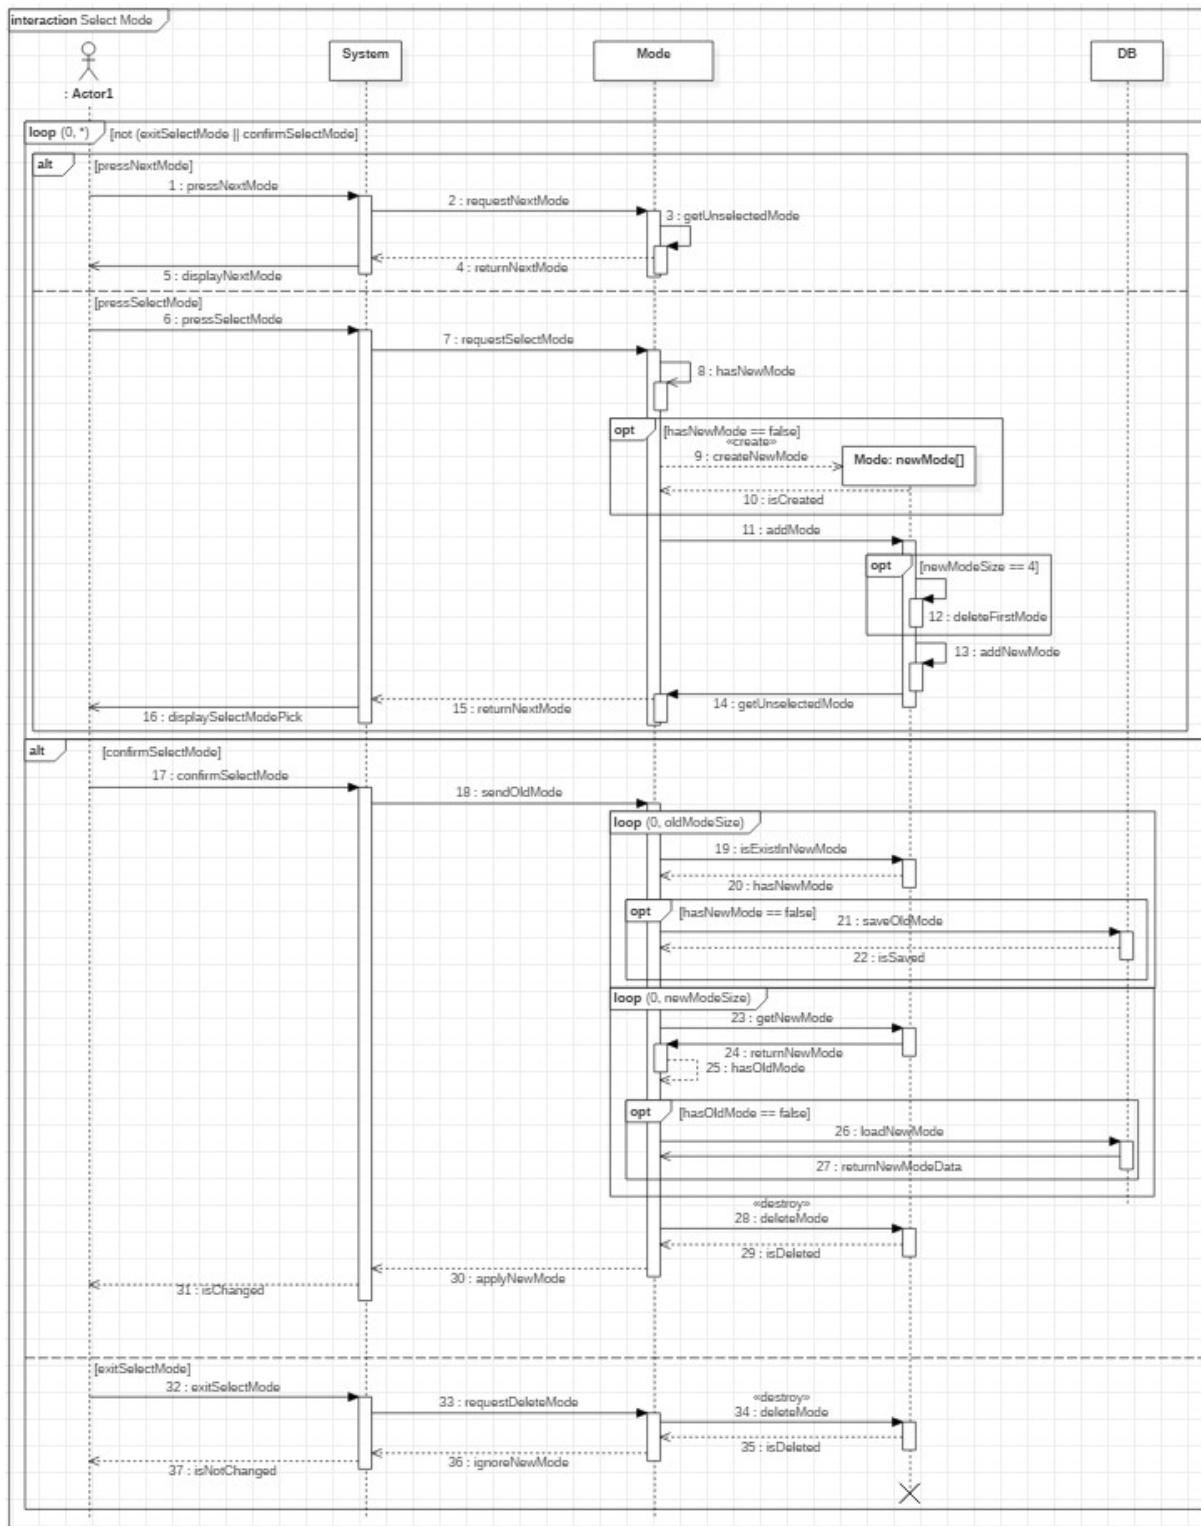 interaction Select Mode
System
Mode
DB
: Actor1
loop (0, *)
[not (exitSelectMode || confirmSelectMode]
alt
[pressNextMode]
1 : pressNextMode
2 : requestNextMode
3 : getUnselectedMode
4 : returnNextMode
5 : displayNextMode
[pressSelectMode]
6 : pressSelectMode
7 : requestSelectMode
8 : hasNewMode
opt
[hasNewMode == false]
«create»
9 : createNewMode
Mode: newMode[]
10 : isCreated
11 : addMode
opt
[newModeSize == 4]
12 : deleteFirstMode
13 : addNewMode
14 : getUnselectedMode
15 : returnNextMode
16 : displaySelectModePick
alt
[confirmSelectMode]
17 : confirmSelectMode
18 : sendOldMode
loop (0, oldModeSize)
19 : isExistInNewMode
20 : hasNewMode
opt
[hasNewMode == false]
21 : saveOldMode
22 : isSaved
loop (0, newModeSize)
23 : getNewMode
24 : returnNewMode
25 : hasOldMode
opt
[hasOldMode == false]
26 : loadNewMode
27 : returnNewModeData
«destroy»
28 : deleteMode
29 : isDeleted
30 : applyNewMode
31 : isChanged
[exitSelectMode]
32 : exitSelectMode
33 : requestDeleteMode
«destroy»
34 : deleteMode
35 : isDeleted
36 : ignoreNewMode
37 : isNotChanged